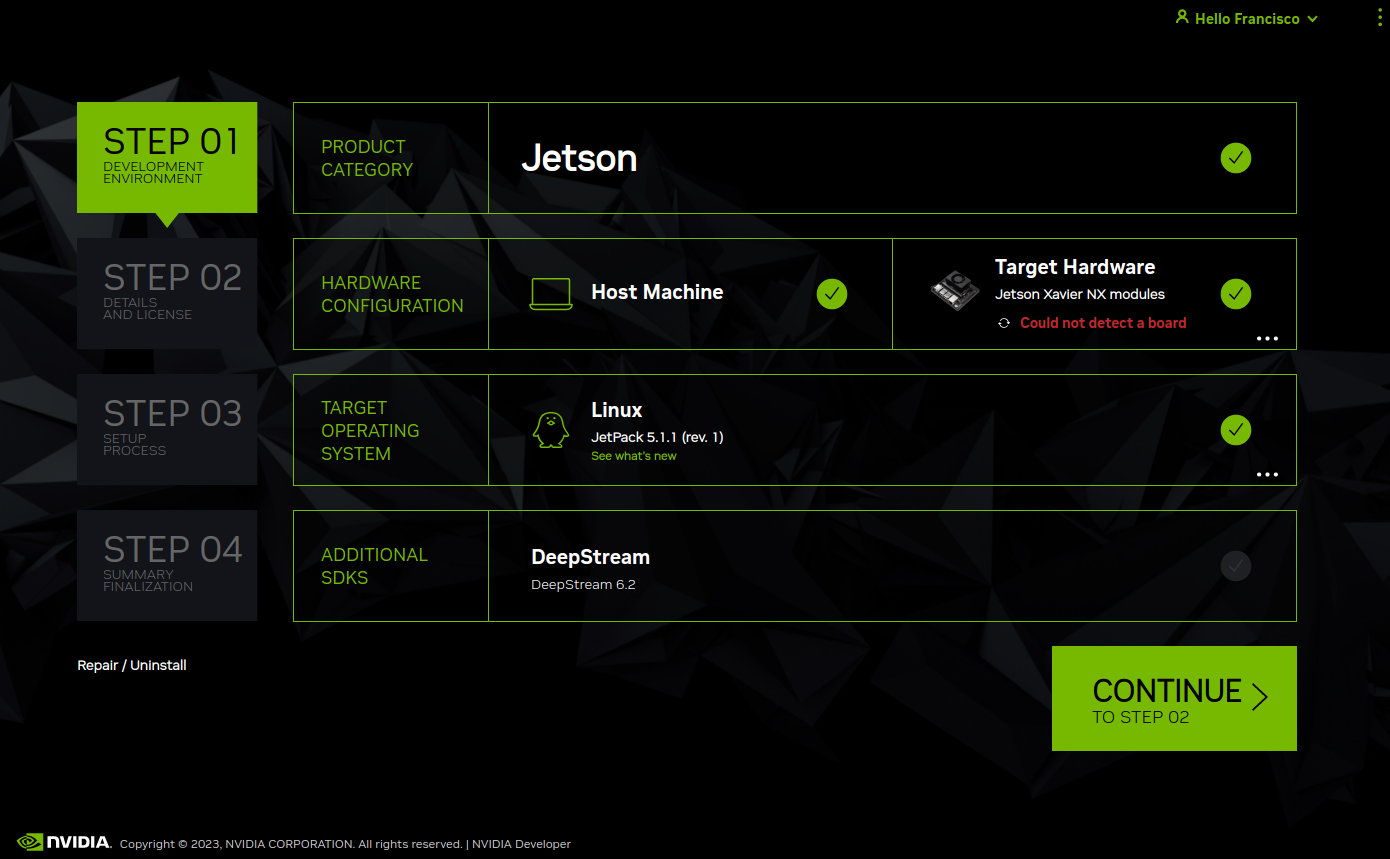 Hello Francisco
STEP 01
DEVELOPMENT
ENVIRONMENT
PRODUCT
CATEGORY
Jetson
STEP 02
DETAILS
AND LICENSE
HARDWARE
CONFIGURATION
Host Machine
Target Hardware
Jetson Xavier NX modules
Could not detect a board
STEP 03
SETUP
PROCESS
TARGET
OPERATING
SYSTEM
Linux
JetPack 5.1.1 (rev. 1)
See what's new
STEP 04
SUMMARY
FINALIZATION
ADDITIONAL
SDKS
DeepStream
DeepStream 6.2
Repair / Uninstall
CONTINUE
TO STEP 02
NVIDIA. Copyright © 2023, NVIDIA CORPORATION. All rights reserved. | NVIDIA Developer